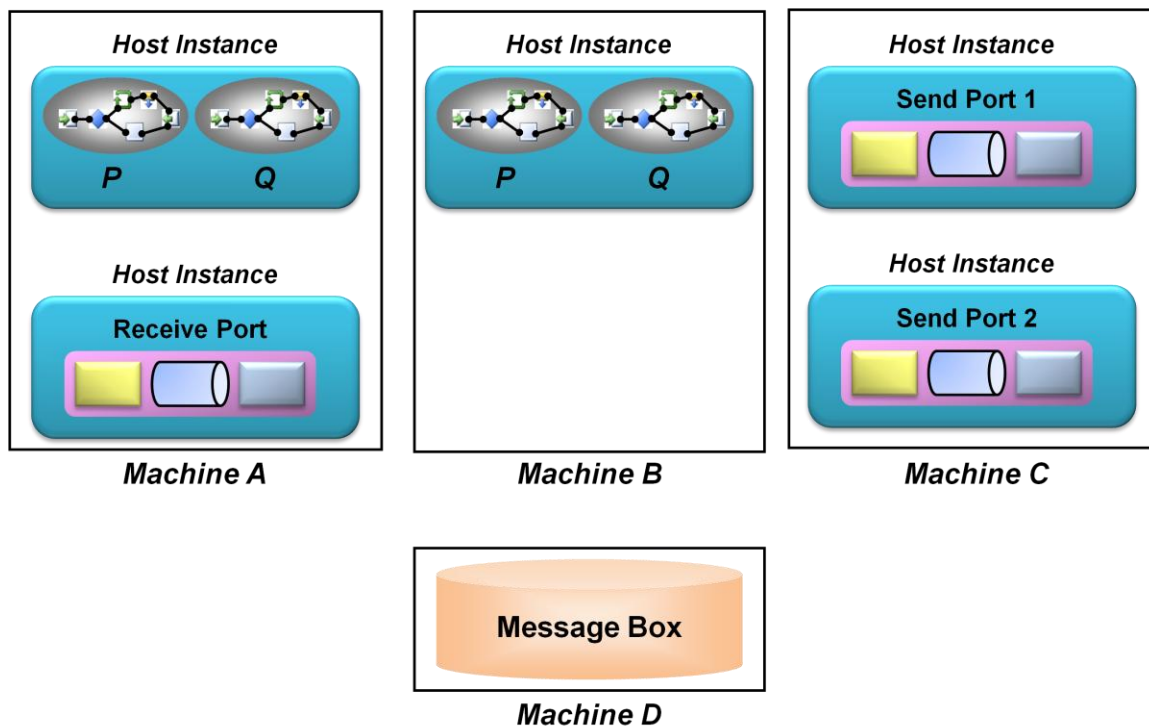 Host Instance
P Q
Host Instance
Receive Port
Machine A
Host Instance
P Q
Machine B
Host Instance
Send Port 1
Host Instance
Send Port 2
Machine C
Message Box
Machine D